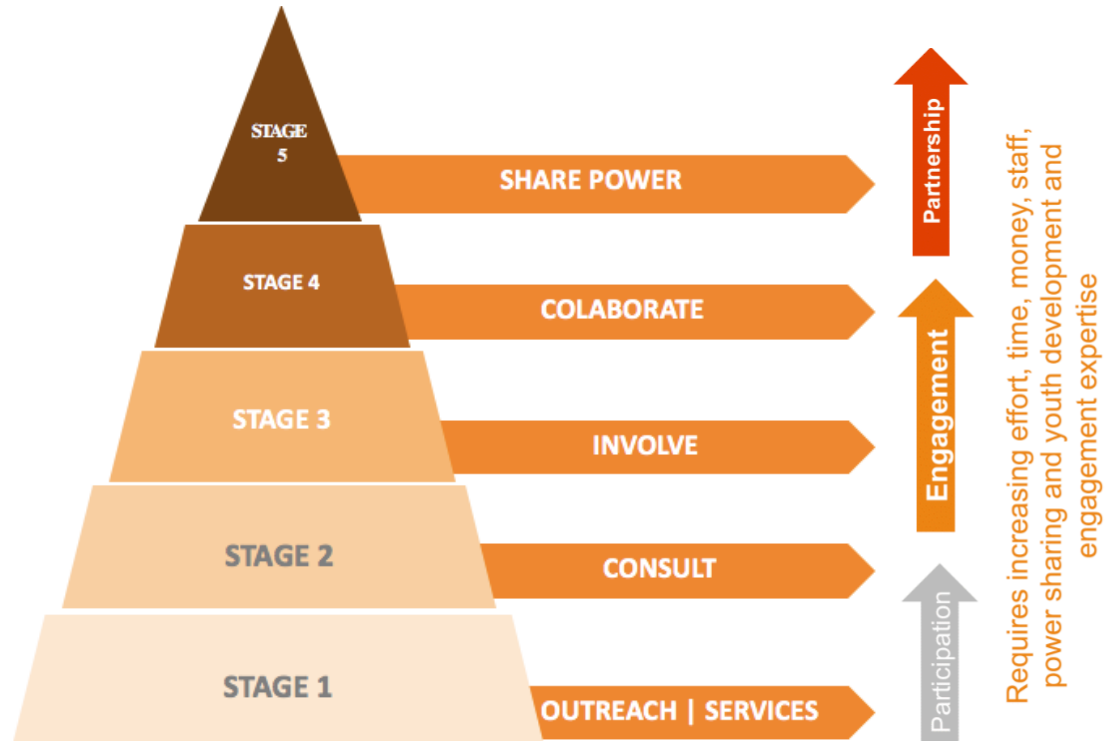 STAGE
5
SHARE POWER
STAGE 4
COLABORATE
STAGE 3
INVOLVE
STAGE 2
CONSULT
STAGE 1
OUTREACH | SERVICES
Partnership
Engagement
Participation
Requires increasing effort, time, money, staff,
power sharing and youth development and
engagement expertise